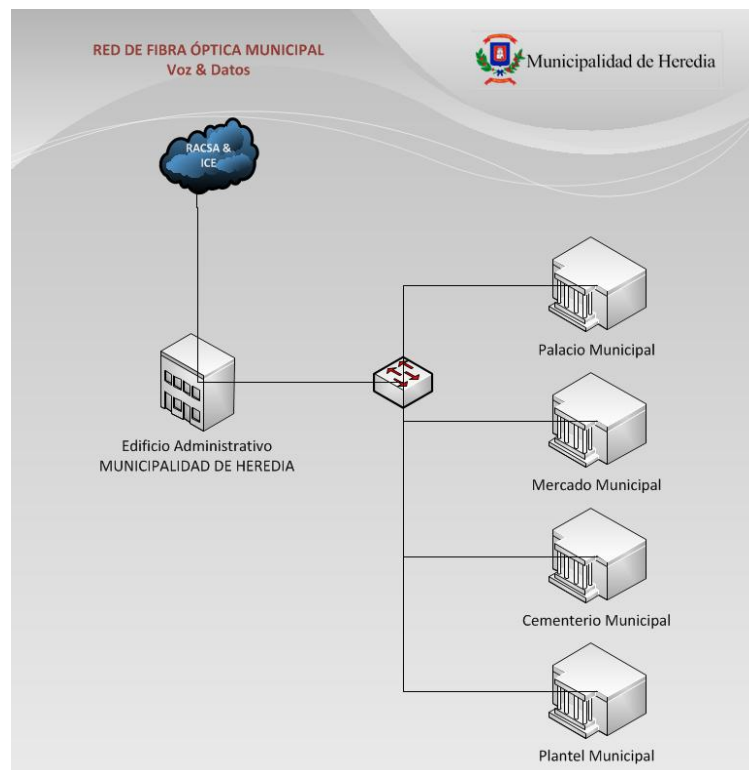 RED DE FIBRA ÓPTICA MUNICIPAL
Voz & Datos
Municipalidad de Heredia
RACSA &
ICE
Palacio Municipal
Edificio Administrativo
MUNICIPALIDAD DE HEREDIA
Mercado Municipal
Cementerio Municipal
Plantel Municipal